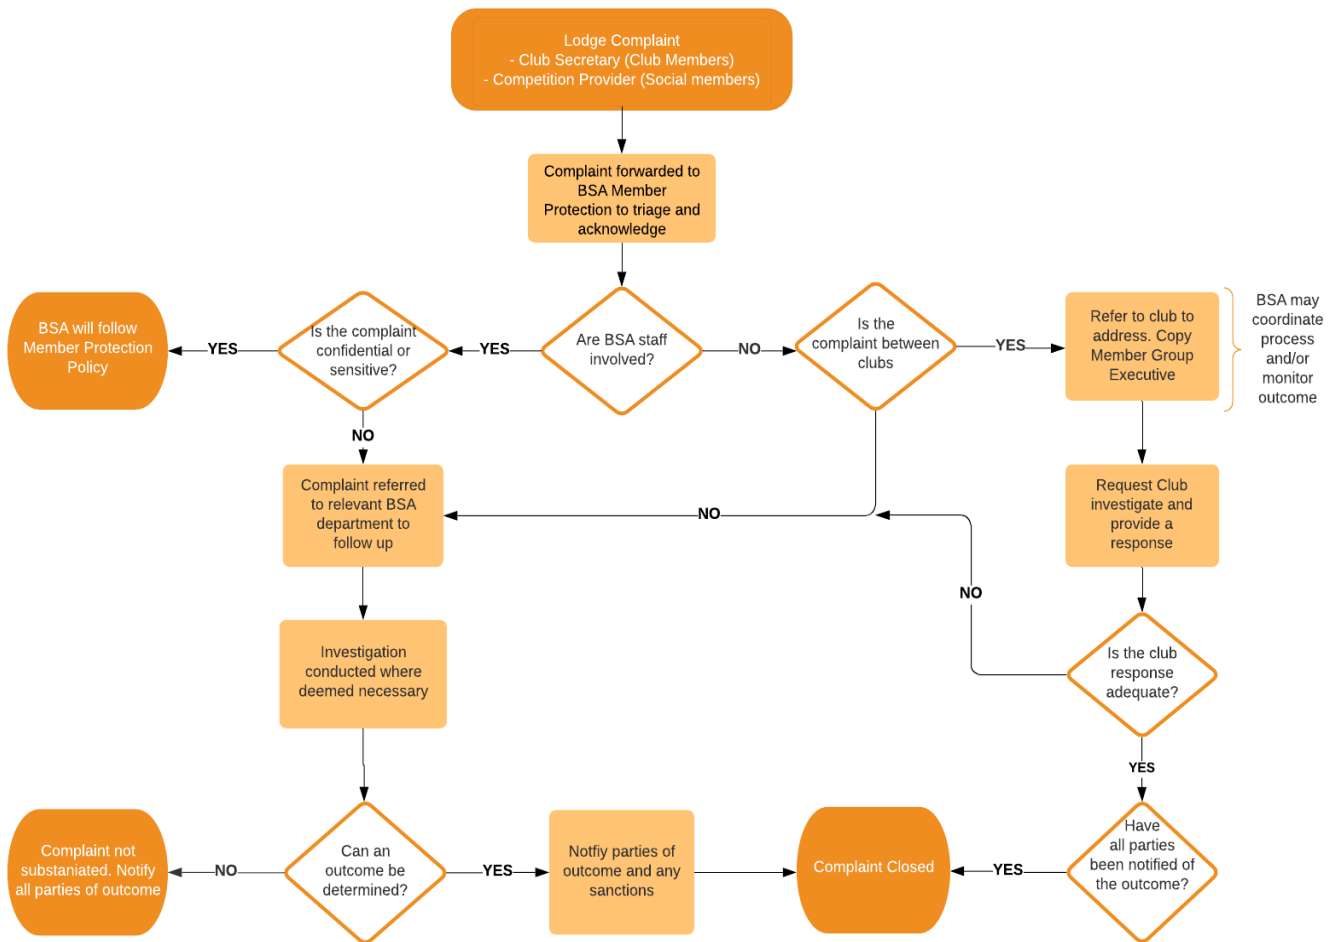 Lodge Complaint
- Club Secretary (Club Members)
- Competition Provider (Social members)
Complaint forwarded to
BSA Member
Protection to triage and
acknowledge
BSA will follow
Member Protection
Policy
YES
Is the complaint
confidential or
sensitive?
YES
Are BSA staff
involved?
NO
Is the
complaint between
clubs
YES
Refer to club to
address. Copy
Member Group
Executive
BSA may
coordinate
process
and/or
monitor
outcome
NO
Complaint referred
to relevant BSA
department to
follow up
NO
Request Club
investigate and
provide a
response
NO
Investigation
conducted where
deemed necessary
Is the club
response
adequate?
YES
Complaint not
substaniated. Notify
all parties of outcome
NO
Can an
outcome be
determined?
YES
Notfiy parties of
outcome and any
sanctions
Complaint Closed
YES
Have
all parties
been notified of
the outcome?